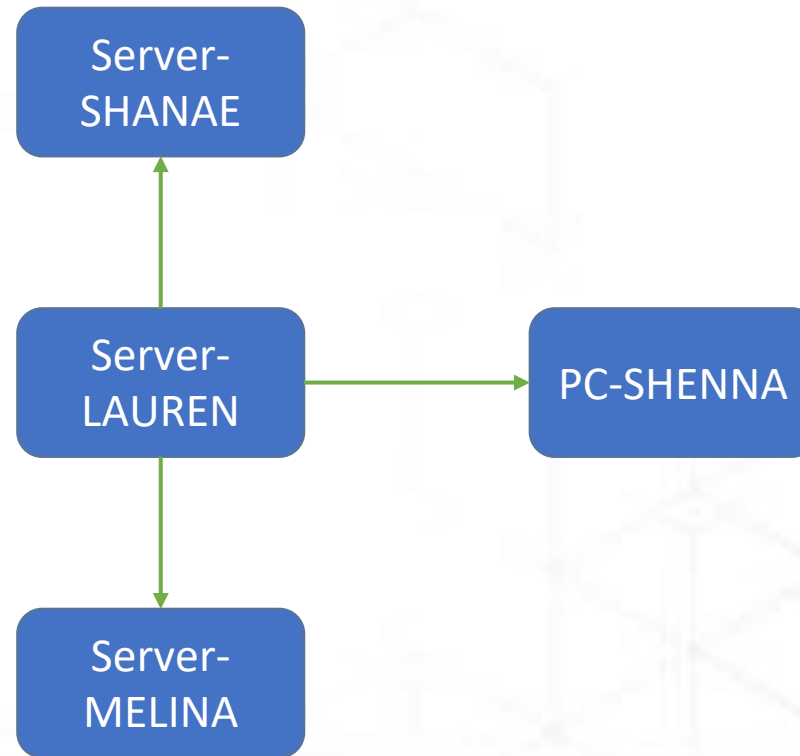 Server-
SHANAE
Server-
LAUREN
PC-SHENNA
Server-
MELINA